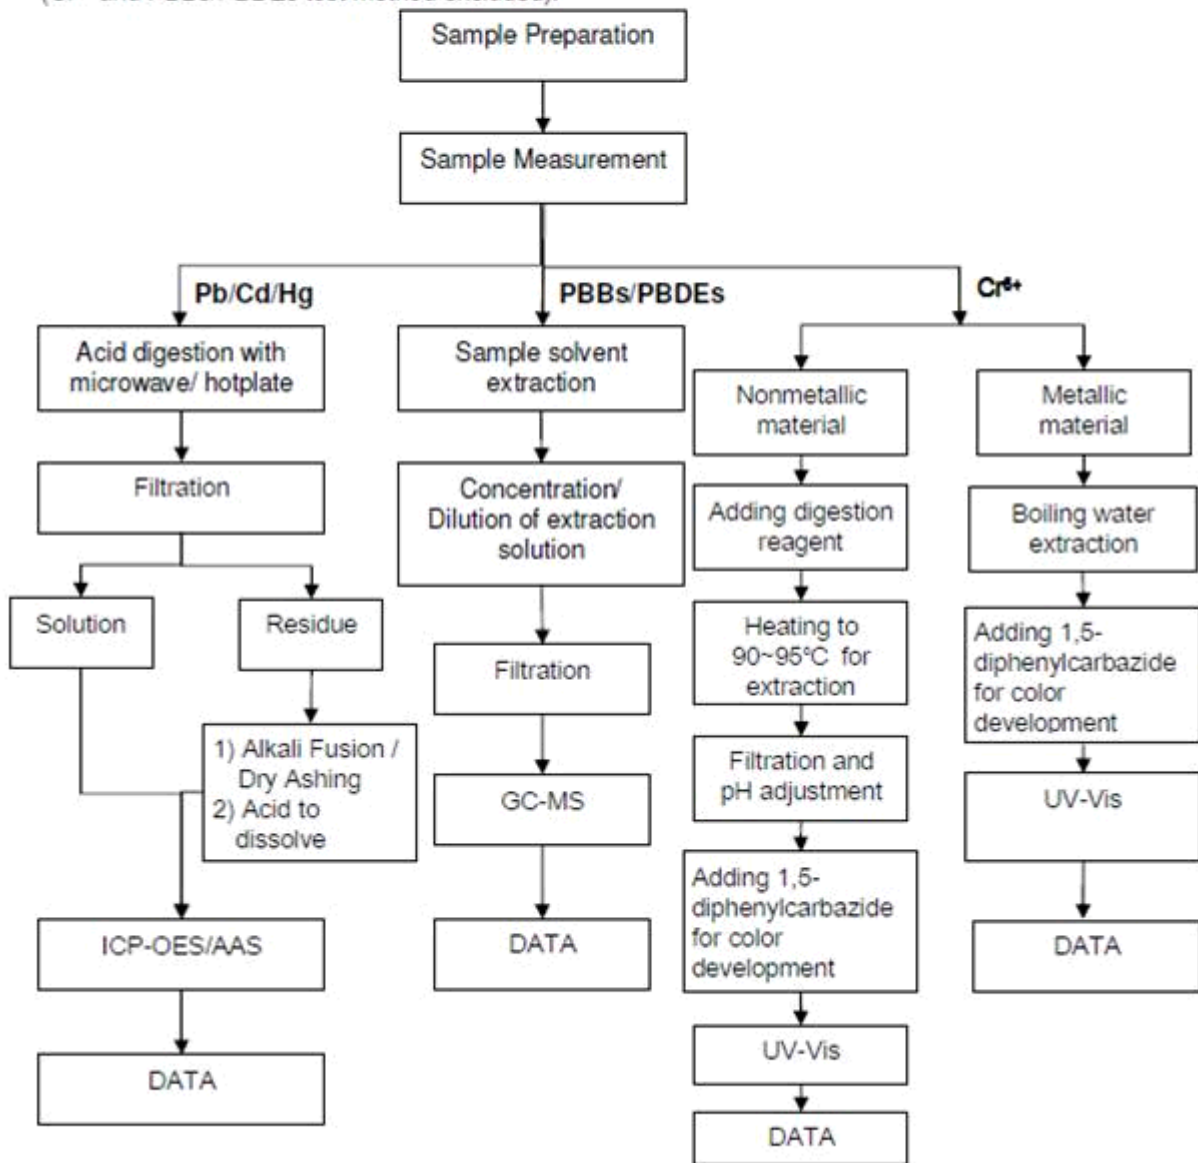 Sample Preparation
Sample Measurement
Pb/Cd/Hg
Acid digestion with
microwave/ hotplate
Filtration
Solution
Residue
1) Alkali Fusion /
Dry Ashing
2) Acid to
dissolve
ICP-OES/AAS
DATA
PBBs/PBDEs
Sample solvent
extraction
Concentration/
Dilution of extraction
solution
Filtration
GC-MS
DATA
Cr⁶⁺
Nonmetallic
material
Adding digestion
reagent
Heating to
90~95℃ for
extraction
Filtration and
pH adjustment
Adding 1,5-
diphenylcarbazide
for color
development
UV-Vis
DATA
Metallic
material
Boiling water
extraction
Adding 1,5-
diphenylcarbazide
for color
development
UV-Vis
DATA